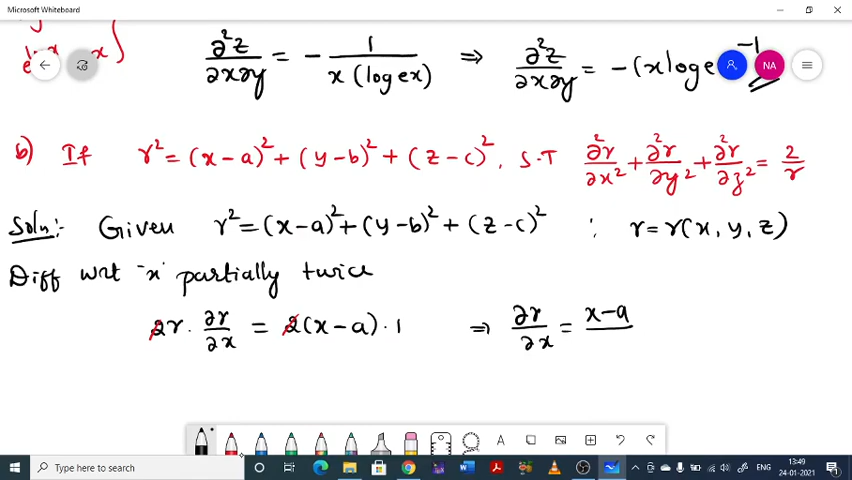 Microsoft Whiteboard
∂²z/∂x∂y = - 1/(x(log ex)) ⇒ ∂²z/∂x∂y = -(x log e
-1
NA
b) If r² = (x-a)² + (y-b)² + (z-c)², S.T ∂²r/∂x² + ∂²r/∂y² + ∂²r/∂z² = 2/r
Soln:- Given r² = (x-a)² + (y-b)² + (z-c)² ∵ r = r(x, y, z)
Diff wrt 'x' partially twice
2r · ∂r/∂x = 2(x-a) · 1 ⇒ ∂r/∂x = x-a
Type here to search
ENG
13:49
24-01-2021